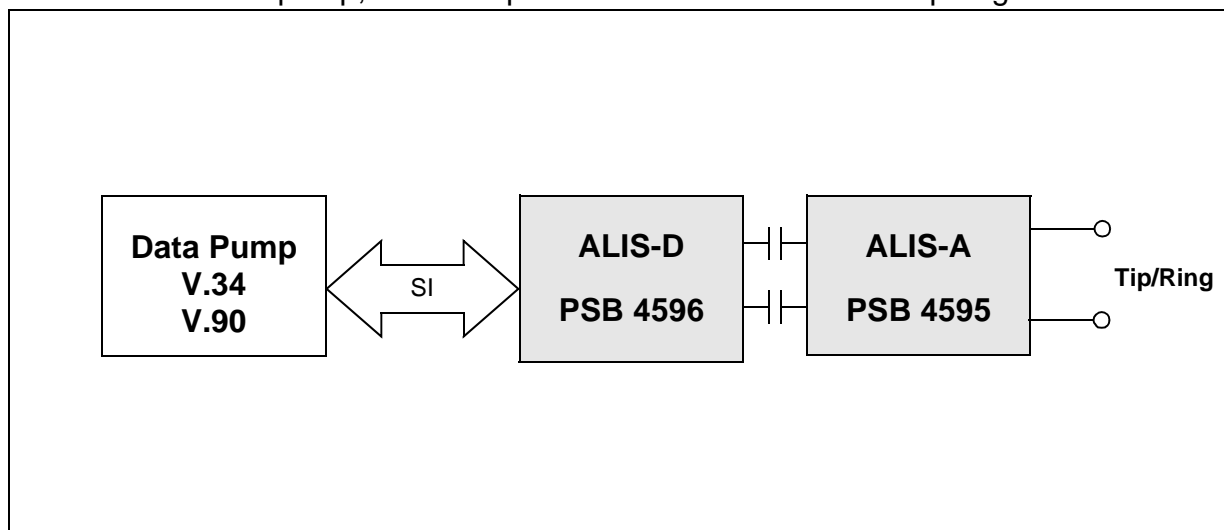 Data Pump
V.34
V.90
SI
ALIS-D
PSB 4596
ALIS-A
PSB 4595
Tip/Ring